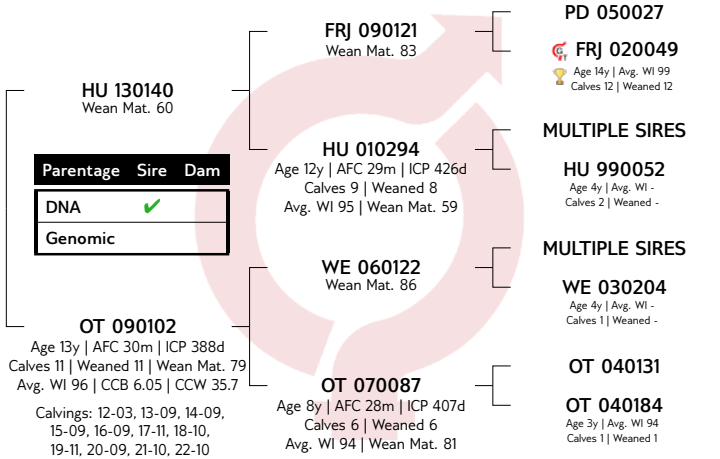 HU 130140
Wean Mat. 60
Parentage Sire Dam
DNA ✔
Genomic
OT 090102
Age 13y | AFC 30m | ICP 388d
Calves 11 | Weaned 11 | Wean Mat. 79
Avg. WI 96 | CCB 6.05 | CCW 35.7
Calvings: 12-03, 13-09, 14-09,
15-09, 16-09, 17-11, 18-10,
19-11, 20-09, 21-10, 22-10
FRJ 090121
Wean Mat. 83
HU 010294
Age 12y | AFC 29m | ICP 426d
Calves 9 | Weaned 8
Avg. WI 95 | Wean Mat. 59
WE 060122
Wean Mat. 86
OT 070087
Age 8y | AFC 28m | ICP 407d
Calves 6 | Weaned 6
Avg. WI 94 | Wean Mat. 81
PD 050027
FRJ 020049
Age 14y | Avg. WI 99
Calves 12 | Weaned 12
MULTIPLE SIRES
HU 990052
Age 4y | Avg. WI -
Calves 2 | Weaned -
MULTIPLE SIRES
WE 030204
Age 4y | Avg. WI -
Calves 1 | Weaned -
OT 040131
OT 040184
Age 3y | Avg. WI 94
Calves 1 | Weaned 1